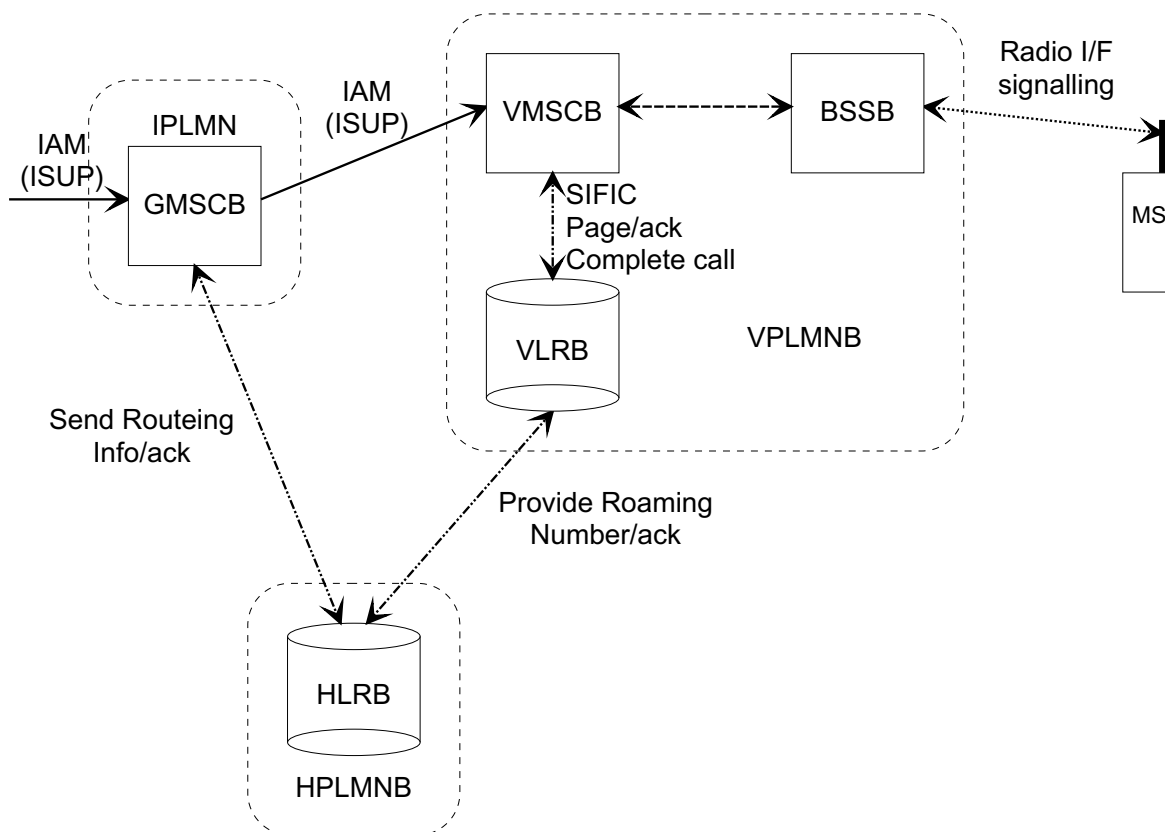 Radio I/F
signalling
IAM
(ISUP)
VMSCB
BSSB
IPLMN
IAM
(ISUP)
GMSCB
MS
SIFIC
Page/ack
Complete call
VLRB
VPLMNB
Send Routeing
Info/ack
Provide Roaming
Number/ack
HLRB
HPLMNB